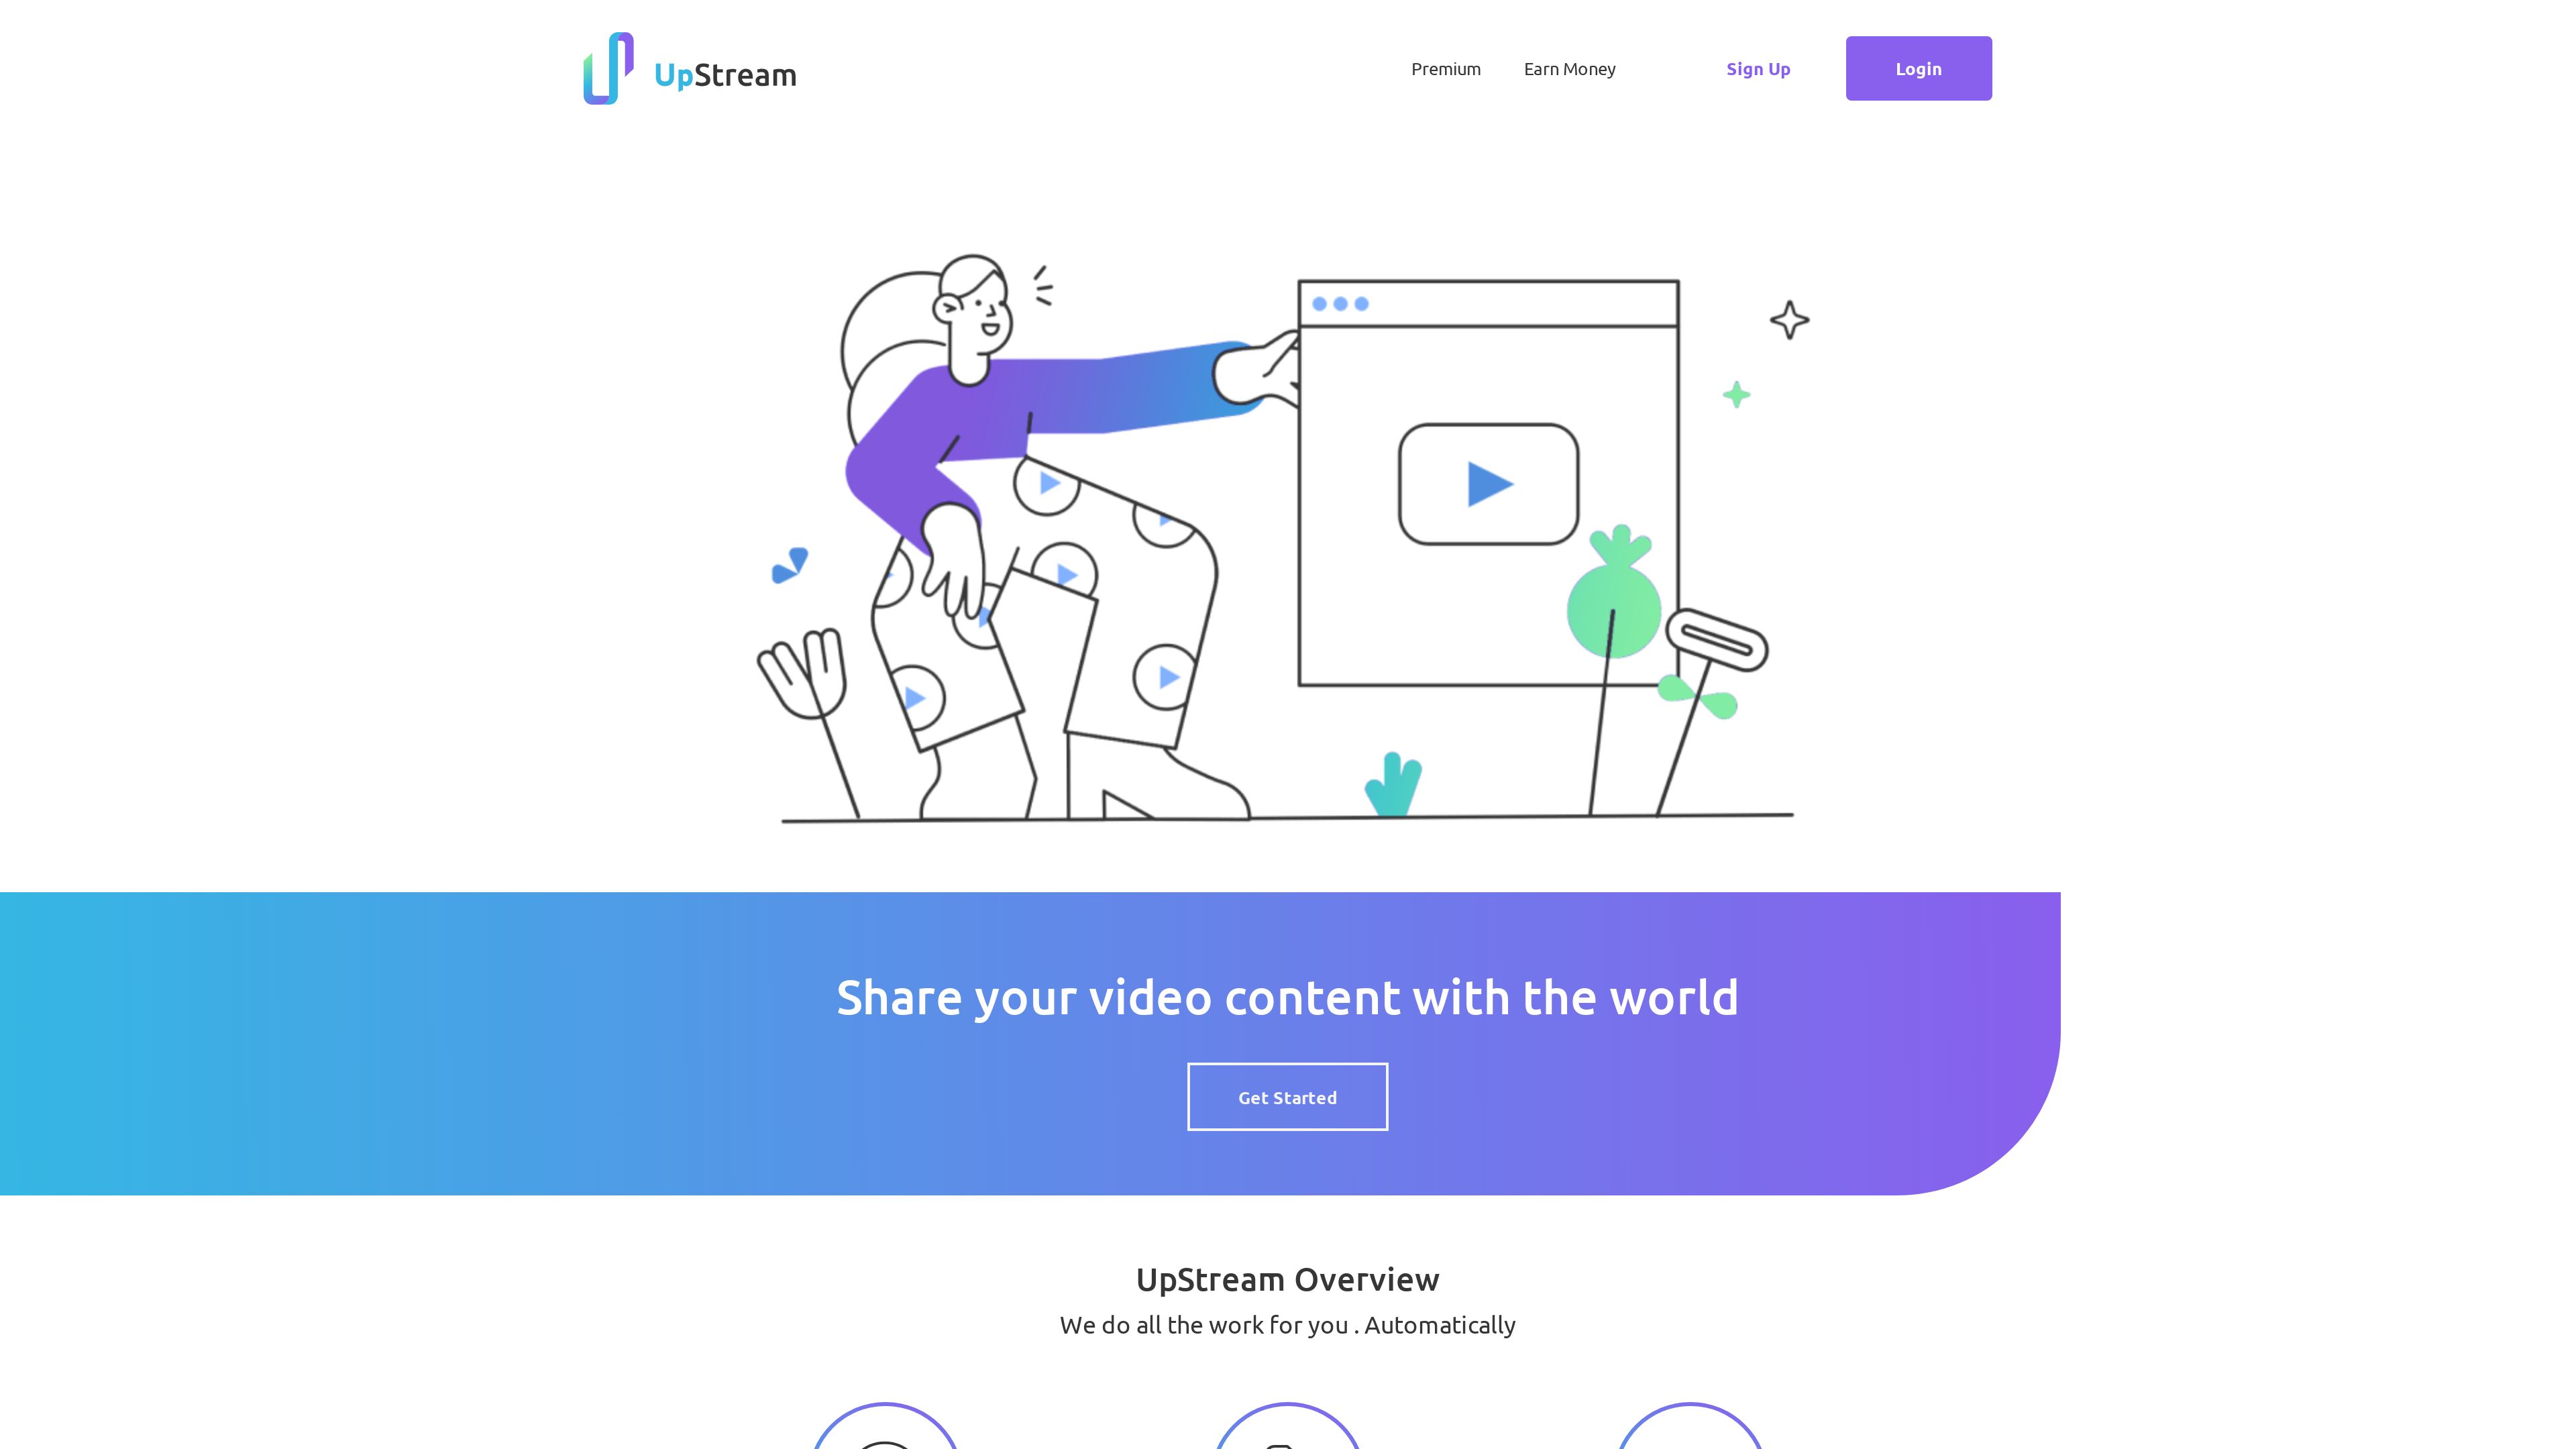 UpStream
Premium
Earn Money
Sign Up
Login
Share your video content with the world
Get Started
UpStream Overview
We do all the work for you . Automatically